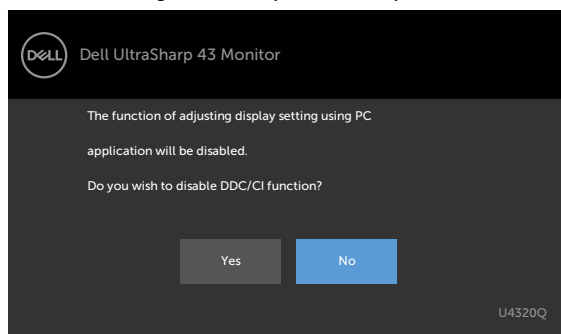 DELL Dell UltraSharp 43 Monitor
The function of adjusting display setting using PC
application will be disabled.
Do you wish to disable DDC/CI function?
Yes No
U4320Q